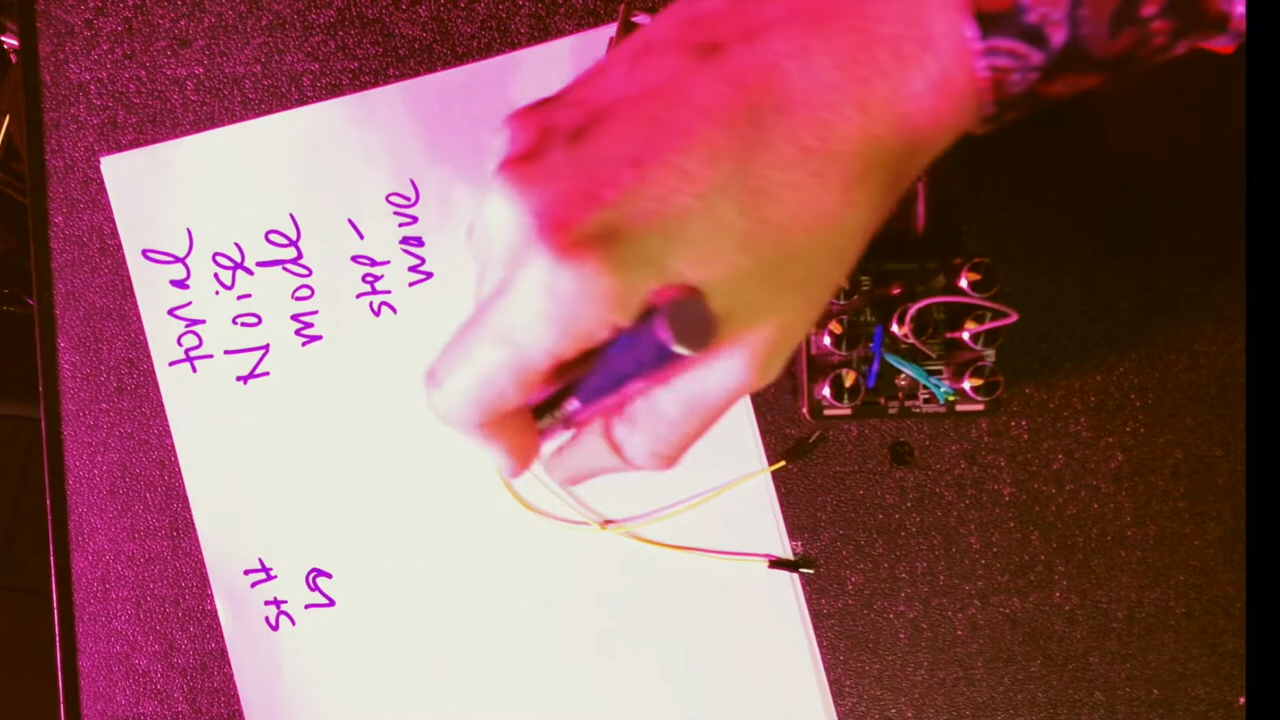 tonal
Noise
mode
step-
wave
S+H